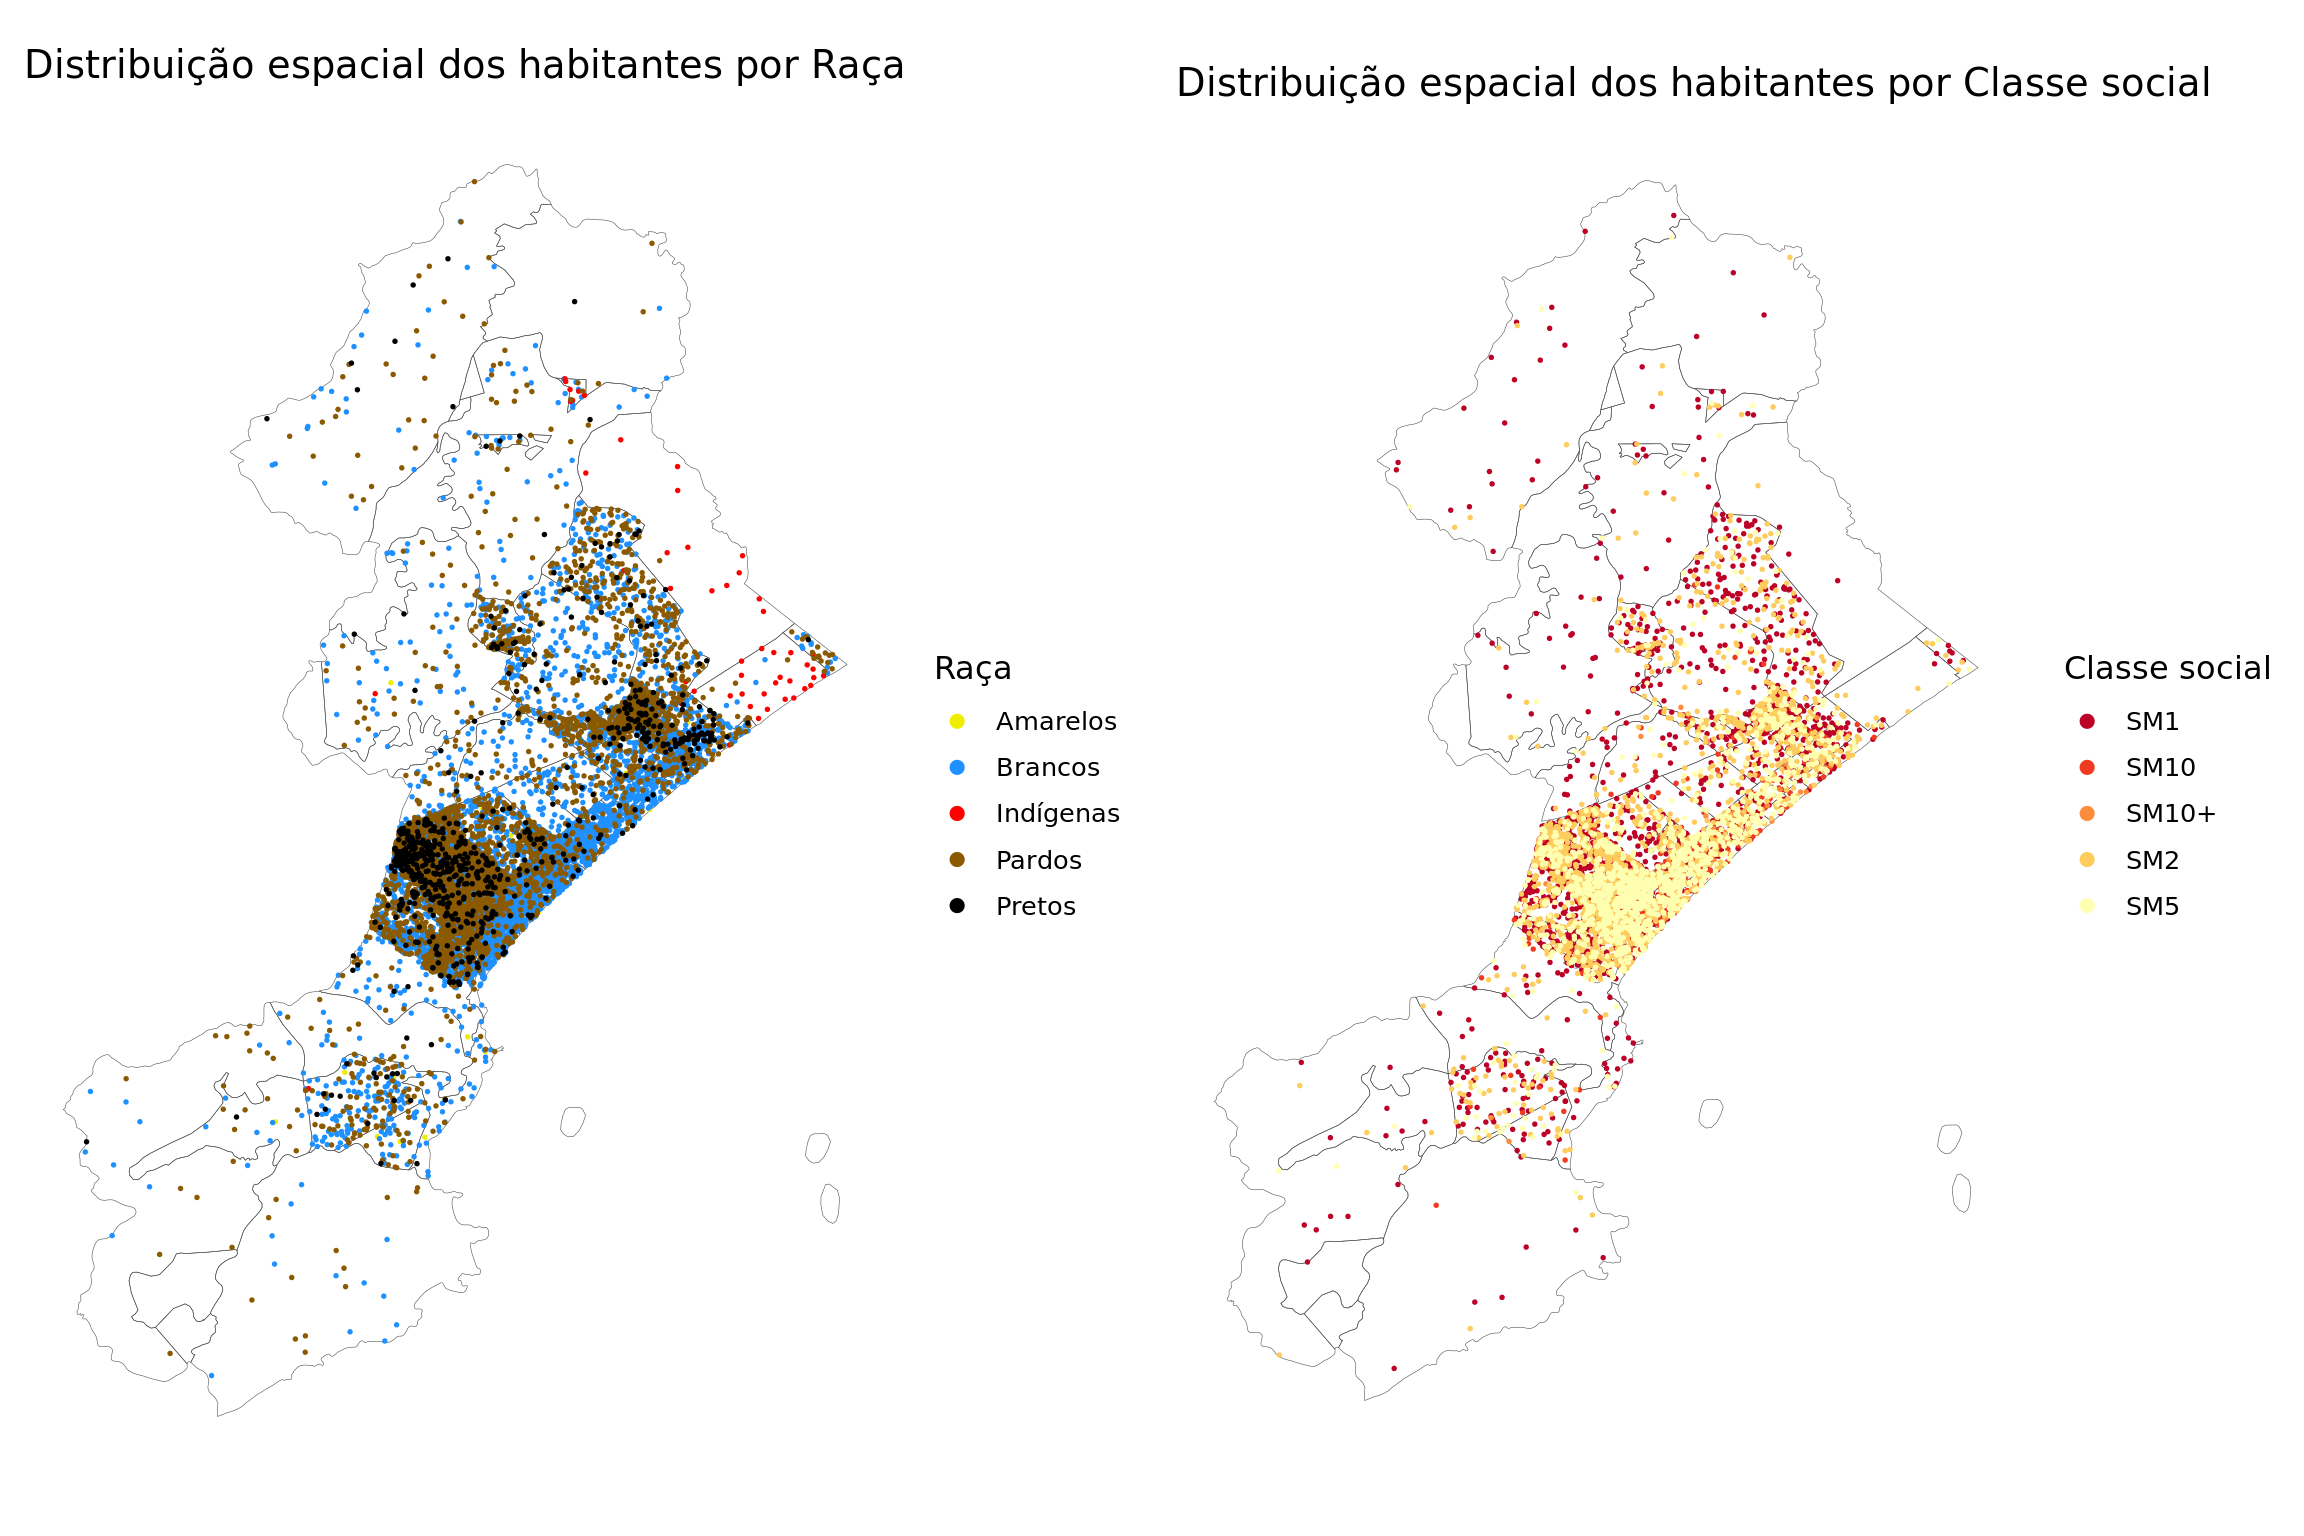 Distribuição espacial dos habitantes por Raça
Distribuição espacial dos habitantes por Classe social
Raça
Amarelos
Brancos
Indígenas
Pardos
Pretos
Classe social
SM1
SM10
SM10+
SM2
SM5